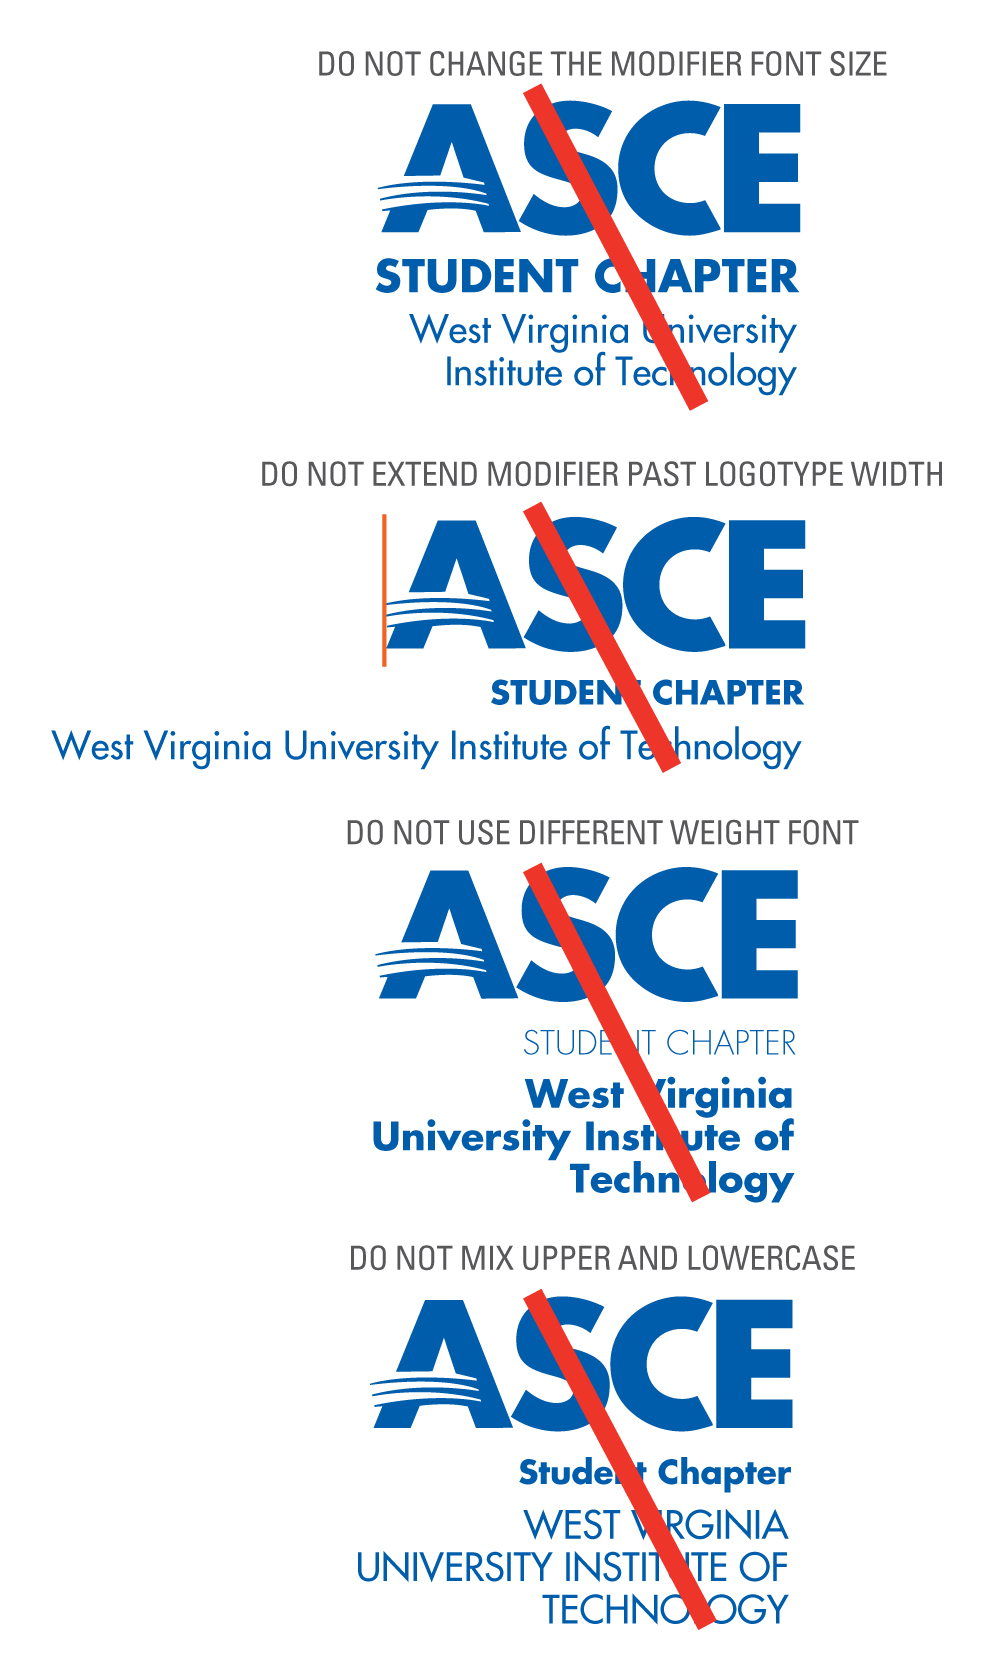 DO NOT CHANGE THE MODIFIER FONT SIZE
ASCE
STUDENT CHAPTER
West Virginia University
Institute of Technology
DO NOT EXTEND MODIFIER PAST LOGOTYPE WIDTH
ASCE
STUDENT CHAPTER
West Virginia University Institute of Technology
DO NOT USE DIFFERENT WEIGHT FONT
ASCE
STUDENT CHAPTER
West Virginia
University Institute of
Technology
DO NOT MIX UPPER AND LOWERCASE
ASCE
Student Chapter
WEST VIRGINIA
UNIVERSITY INSTITUTE OF
TECHNOLOGY